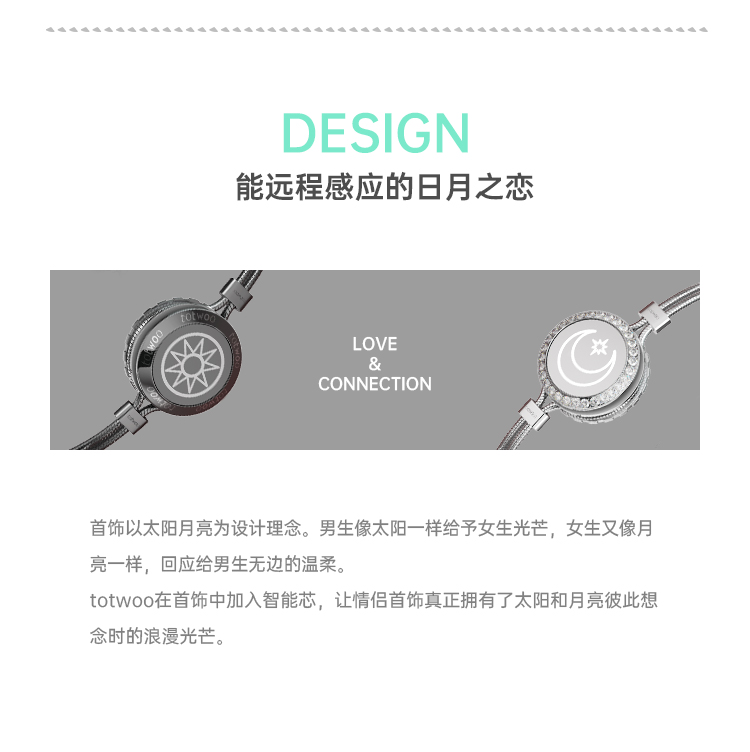 DESIGN
能远程感应的日月之恋
totwoo
LOVE
&
CONNECTION
首饰以太阳月亮为设计理念。男生像太阳一样给予女生光芒，女生又像月
亮一样，回应给男生无边的温柔。
totwoo在首饰中加入智能芯，让情侣首饰真正拥有了太阳和月亮彼此想
念时的浪漫光芒。